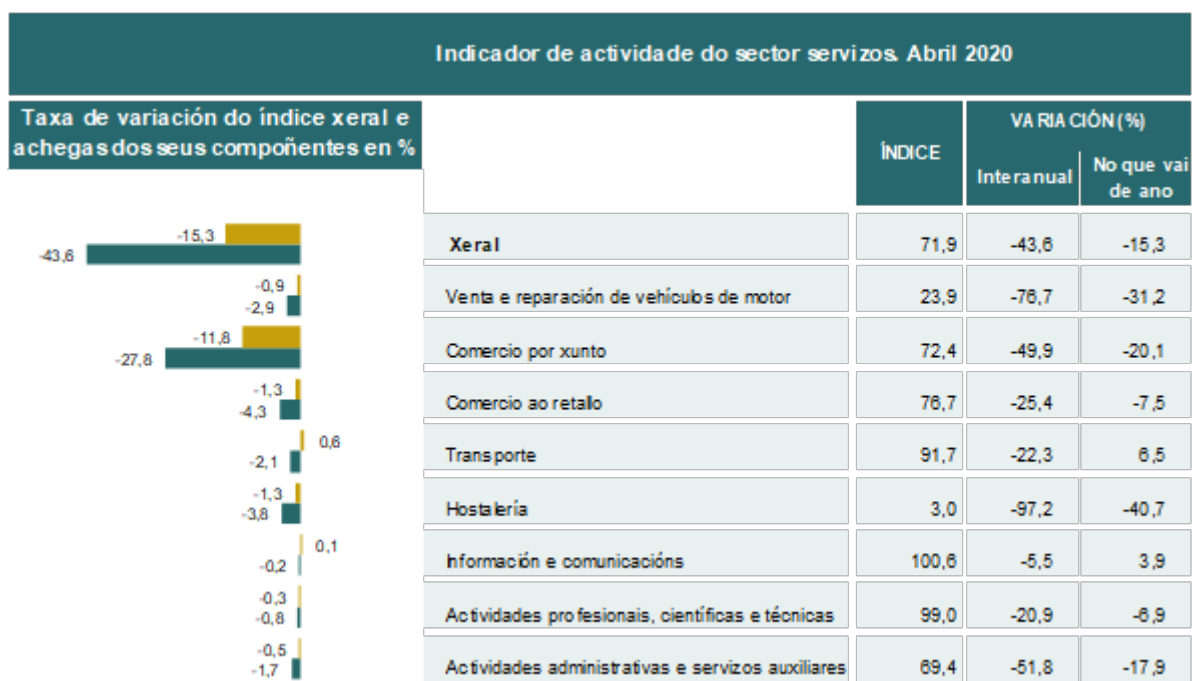 Indicador de actividade do sector servizos. Abril 2020
Taxa de variación do índice xeral e
achegas dos seus compoñentes en %
ÍNDICE
VARIACIÓN (%)
Interanual
No que vai
de ano
-15,3
-43,6
Xeral 71,9 -43,6 -15,3
-0,9
-2,9
Venta e reparación de vehículos de motor 23,9 -76,7 -31,2
-11,8
-27,8
Comercio por xunto 72,4 -49,9 -20,1
-1,3
-4,3
Comercio ao retallo 76,7 -25,4 -7,5
0,6
-2,1
Transporte 91,7 -22,3 6,5
-1,3
-3,8
Hostalería 3,0 -97,2 -40,7
0,1
-0,2
Información e comunicacións 100,6 -5,5 3,9
-0,3
-0,8
Actividades profesionais, científicas e técnicas 99,0 -20,9 -6,9
-0,5
-1,7
Actividades administrativas e servizos auxiliares 69,4 -51,8 -17,9